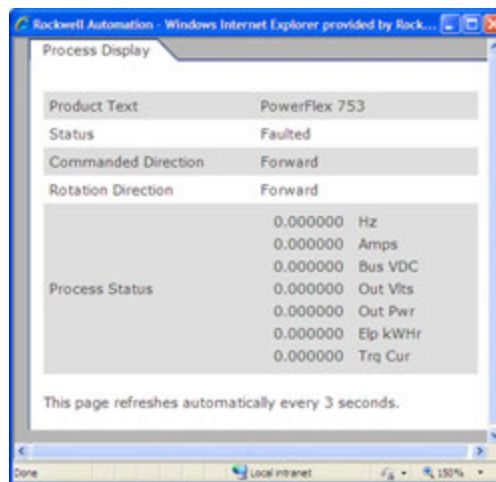 Rockwell Automation - Windows Internet Explorer provided by Rock...
Process Display
Product Text PowerFlex 753
Status Faulted
Commanded Direction Forward
Rotation Direction Forward
Process Status
0.000000 Hz
0.000000 Amps
0.000000 Bus VDC
0.000000 Out Vlts
0.000000 Out Pwr
0.000000 Elp kWHr
0.000000 Trq Cur
This page refreshes automatically every 3 seconds.
Done Local intranet 150%